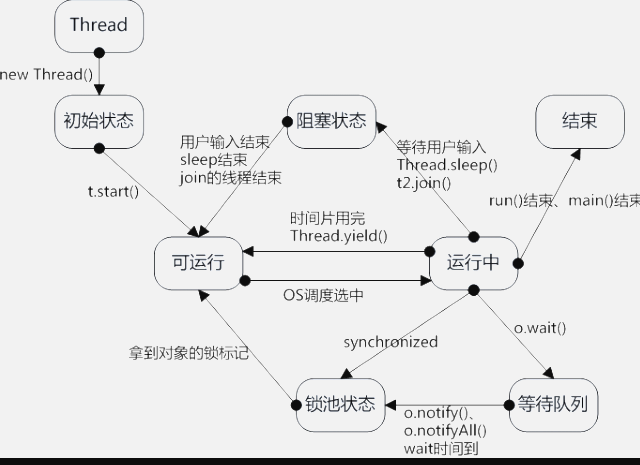 Thread
new Thread()
初始状态
阻塞状态
结束
用户输入结束
sleep结束
join的线程结束
等待用户输入
Thread.sleep()
t2.join()
t.start()
run()结束、main()结束
时间片用完
Thread.yield()
可运行
运行中
OS调度选中
synchronized
o.wait()
拿到对象的锁标记
锁池状态
等待队列
o.notify()、
o.notifyAll()
wait时间到